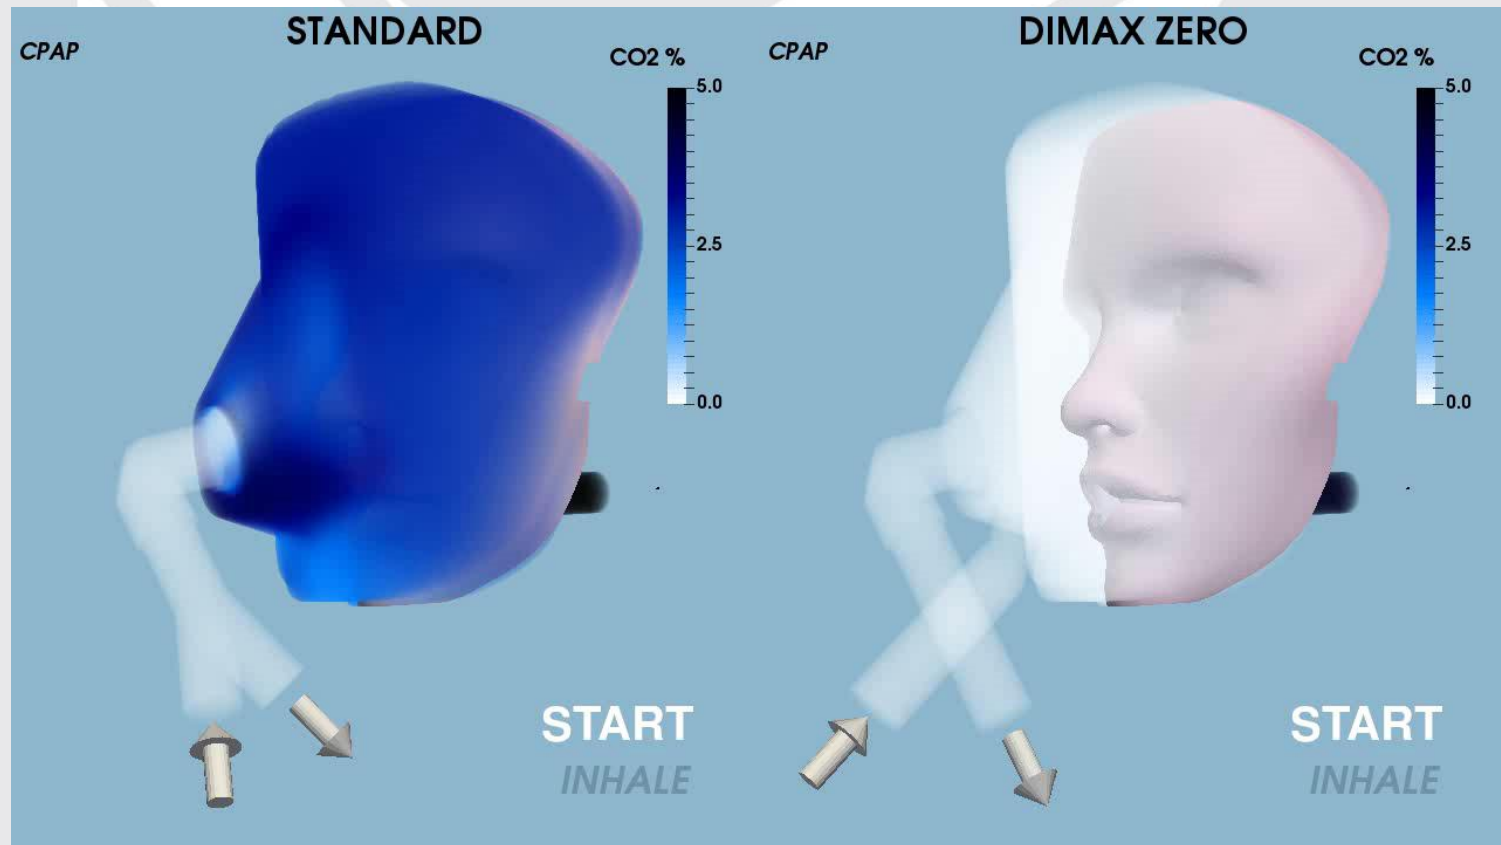 STANDARD
CPAP
CO2 %
5.0
2.5
0.0
START
INHALE
DIMAX ZERO
CPAP
CO2 %
5.0
2.5
0.0
START
INHALE